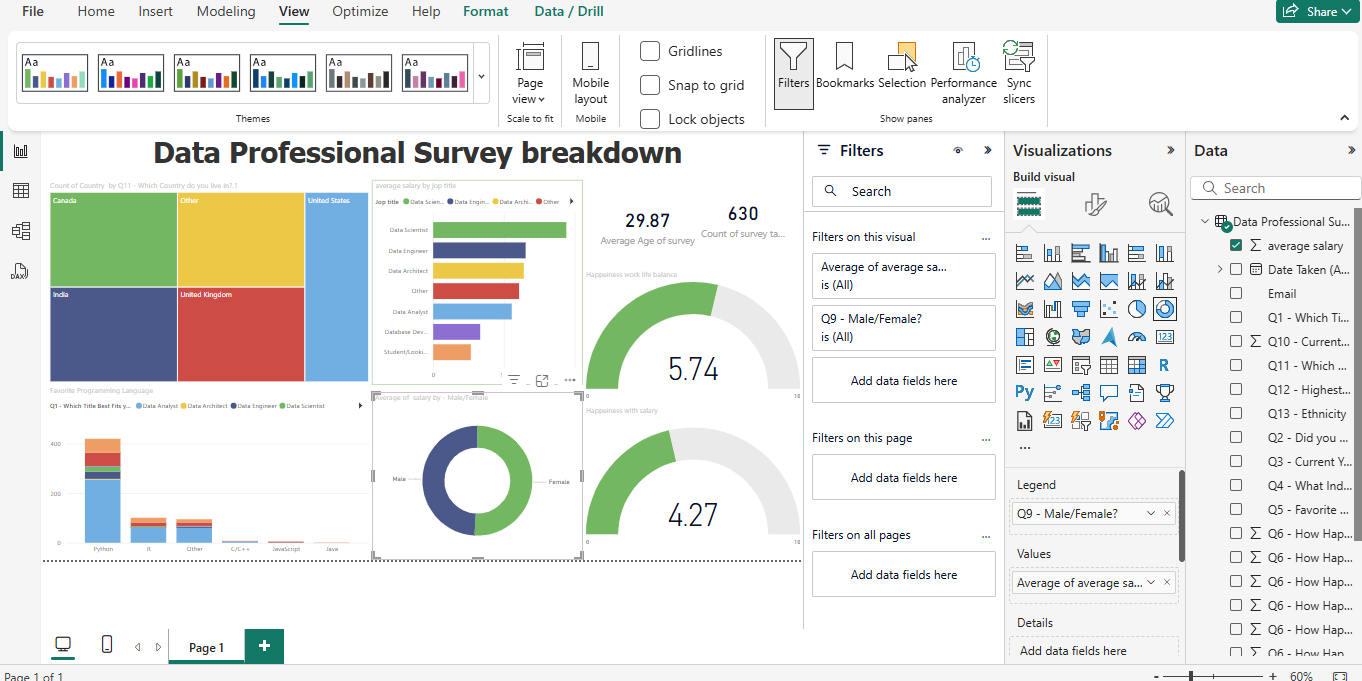 File Home Insert Modeling View Optimize Help Format Data / Drill Share
Aa Aa Aa Aa Aa Aa
Page view
Mobile layout
Gridlines
Snap to grid
Lock objects
Filters
Bookmarks
Selection
Performance analyzer
Sync slicers
Themes
Scale to fit
Mobile
Show panes
Data Professional Survey breakdown
Count of Country by Q11 - Which Country do you live in?.1
Canada
Other
United States
India
United Kingdom
average salary by job title
Job title Data Scien... Data Engin... Data Archi... Other
Data Scientist
Data Engineer
Data Architect
Other
Data Analyst
Database Dev...
Student/Looki...
0
29.87
Average Age of survey
630
Count of survey ta...
Happieness work life balance
5.74
0
10
Favorite Programming Language
Q1 - Which Title Best Fits y... Data Analyst Data Architect Data Engineer Data Scientist
400
200
0
Python
R
Other
C/C++
JavaScript
Java
Average of salary by - Male/Female
Male
Female
Happiness with salary
4.27
0
10
Page 1
+
Page 1 of 1
Filters
Search
Filters on this visual
...
Average of average sa...
is (All)
Q9 - Male/Female?
is (All)
Add data fields here
Filters on this page
...
Add data fields here
Filters on all pages
...
Add data fields here
Visualizations
Build visual
123
R
Py
123
...
Legend
Q9 - Male/Female?
Values
Average of average sa...
Details
Add data fields here
Data
Search
Data Professional Su...
average salary
Date Taken (A...
Email
Q1 - Which Ti...
Q10 - Current...
Q11 - Which ...
Q12 - Highest...
Q13 - Ethnicity
Q2 - Did you ...
Q3 - Current Y...
Q4 - What Ind...
Q5 - Favorite ...
Q6 - How Hap...
Q6 - How Hap...
Q6 - How Hap...
Q6 - How Hap...
Q6 - How Hap...
Q6 - How Hap...
- + 60%